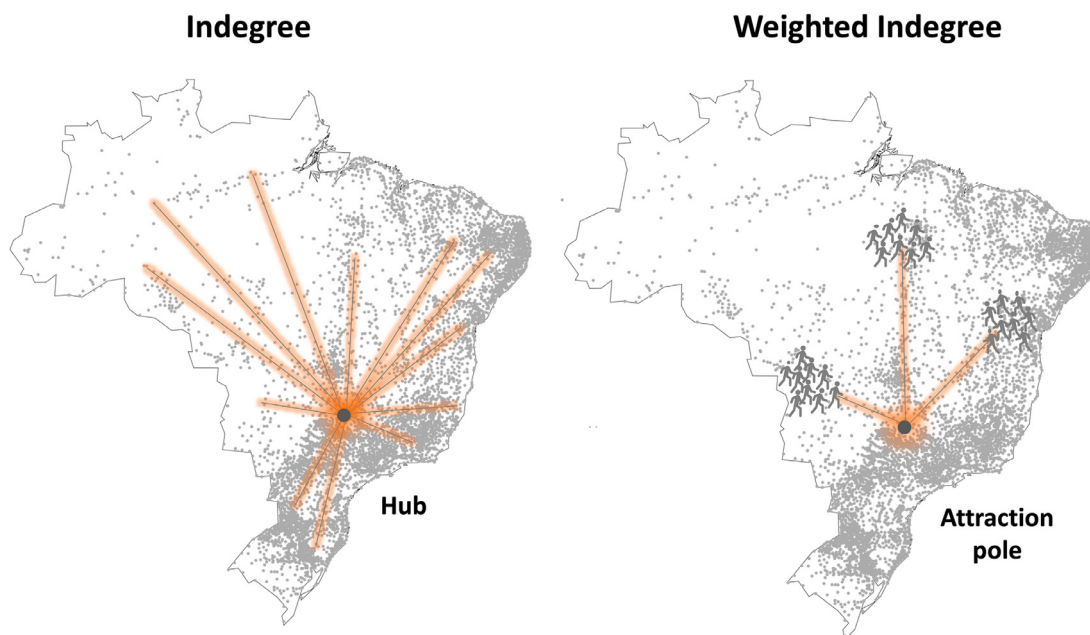 Indegree
Weighted Indegree
Hub
Attraction
pole